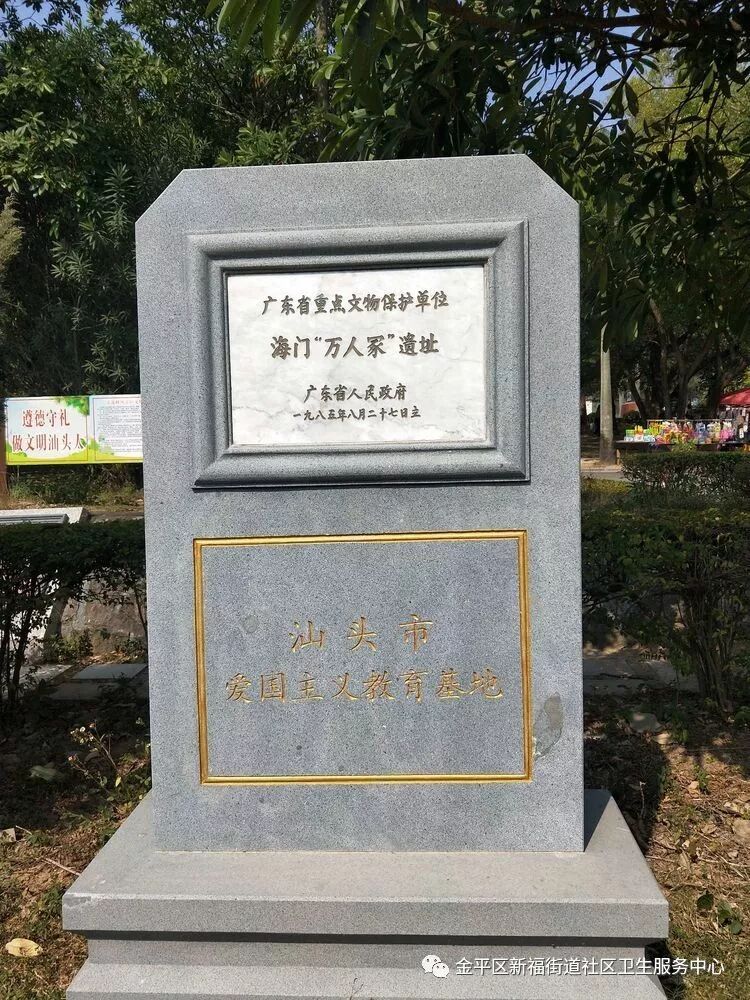 广东省重点文物保护单位
海门“万人冢”遗址
广东省人民政府
一九八五年八月二十七日立
汕头市
爱国主义教育基地
遵德守礼
做文明汕头人
金平区新福街道社区卫生服务中心